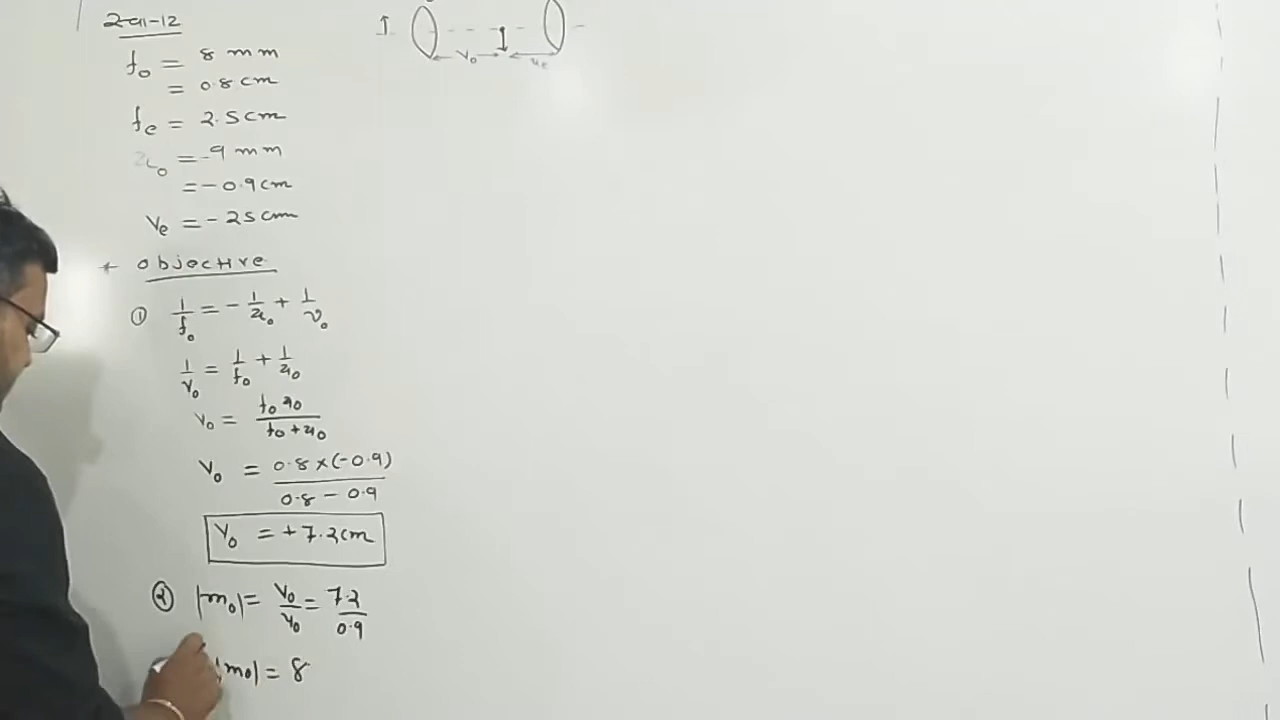 દા-12
f₀ = 8 mm
= 0.8 cm
fe = 2.5 cm
u₀ = -9 mm
= - 0.9 cm
Ve = - 25 cm
V₀ ue
objective
① 1/f₀ = - 1/u₀ + 1/v₀
1/V₀ = 1/f₀ + 1/u₀
V₀ = f₀ u₀ / f₀ + u₀
V₀ = 0.8 × (-0.9) / 0.8 - 0.9
V₀ = + 7.2 cm
② |m₀| = V₀/u₀ = 7.2/0.9
|m₀| = 8